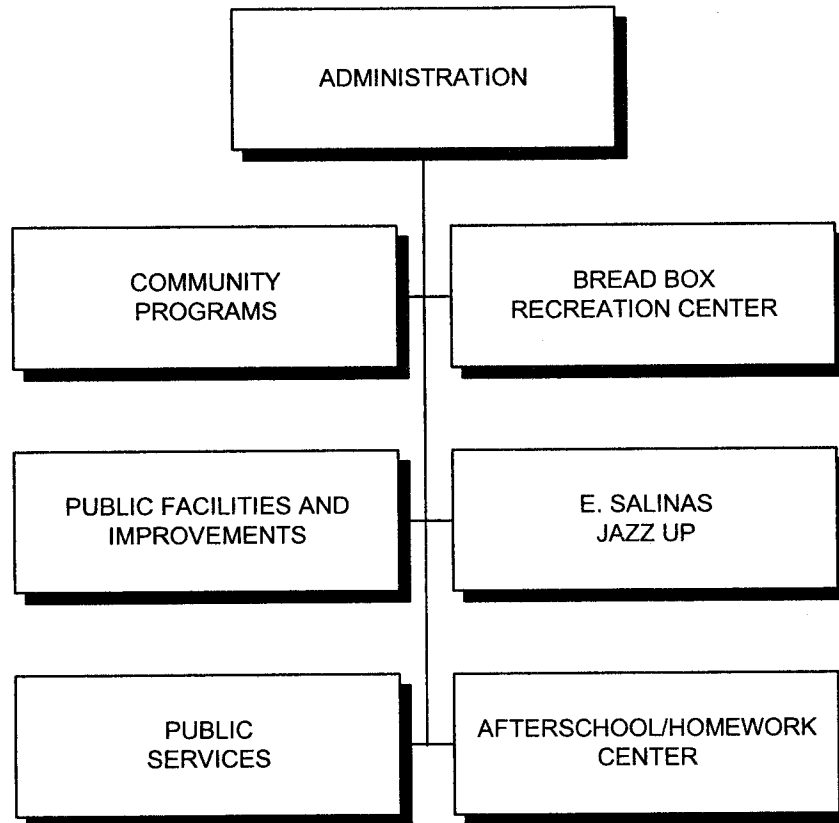 ADMINISTRATION
COMMUNITY
PROGRAMS
BREAD BOX
RECREATION CENTER
PUBLIC FACILITIES AND
IMPROVEMENTS
E. SALINAS
JAZZ UP
PUBLIC
SERVICES
AFTERSCHOOL/HOMEWORK
CENTER